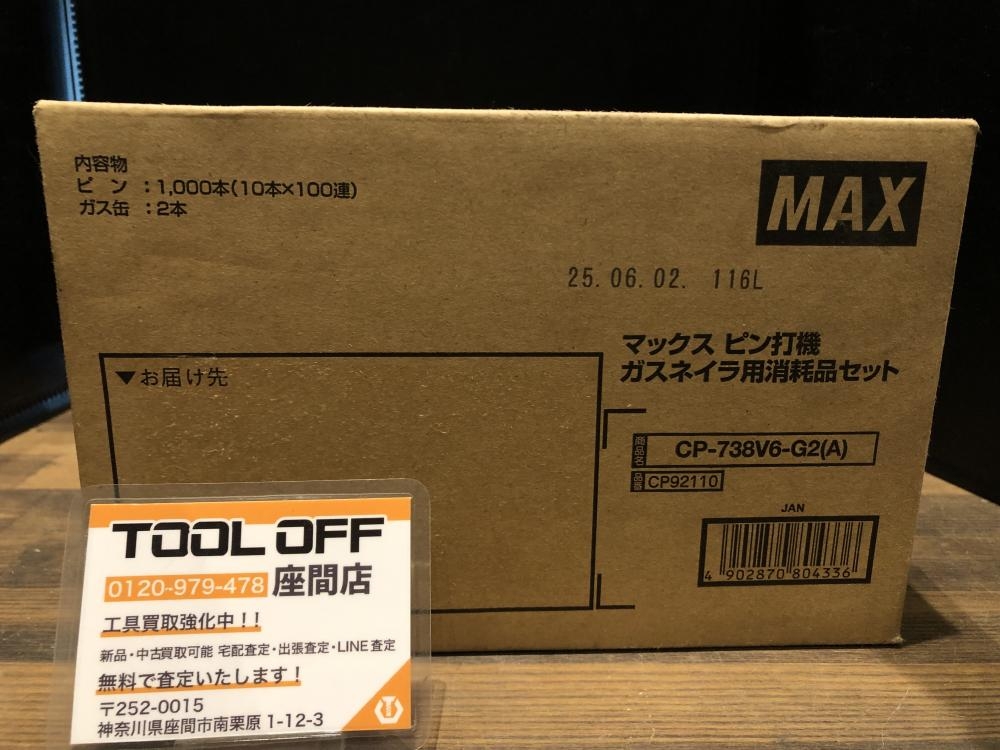 内容物
ピン：1,000本(10本×100連)
ガス缶：2本
MAX
25.06.02. 116L
マックス ピン打機
ガスネイラ用消耗品セット
▼お届け先
商品名 CP-738V6-G2(A)
品番 CP92110
JAN
4 902870 804336
TOOL OFF
0120-979-478 座間店
工具買取強化中！！
新品・中古買取可能 宅配査定・出張査定・LINE査定
無料で査定いたします！
〒252-0015
神奈川県座間市南栗原1-12-3